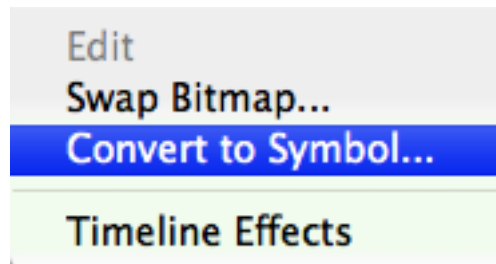 Edit
Swap Bitmap...
Convert to Symbol...
Timeline Effects